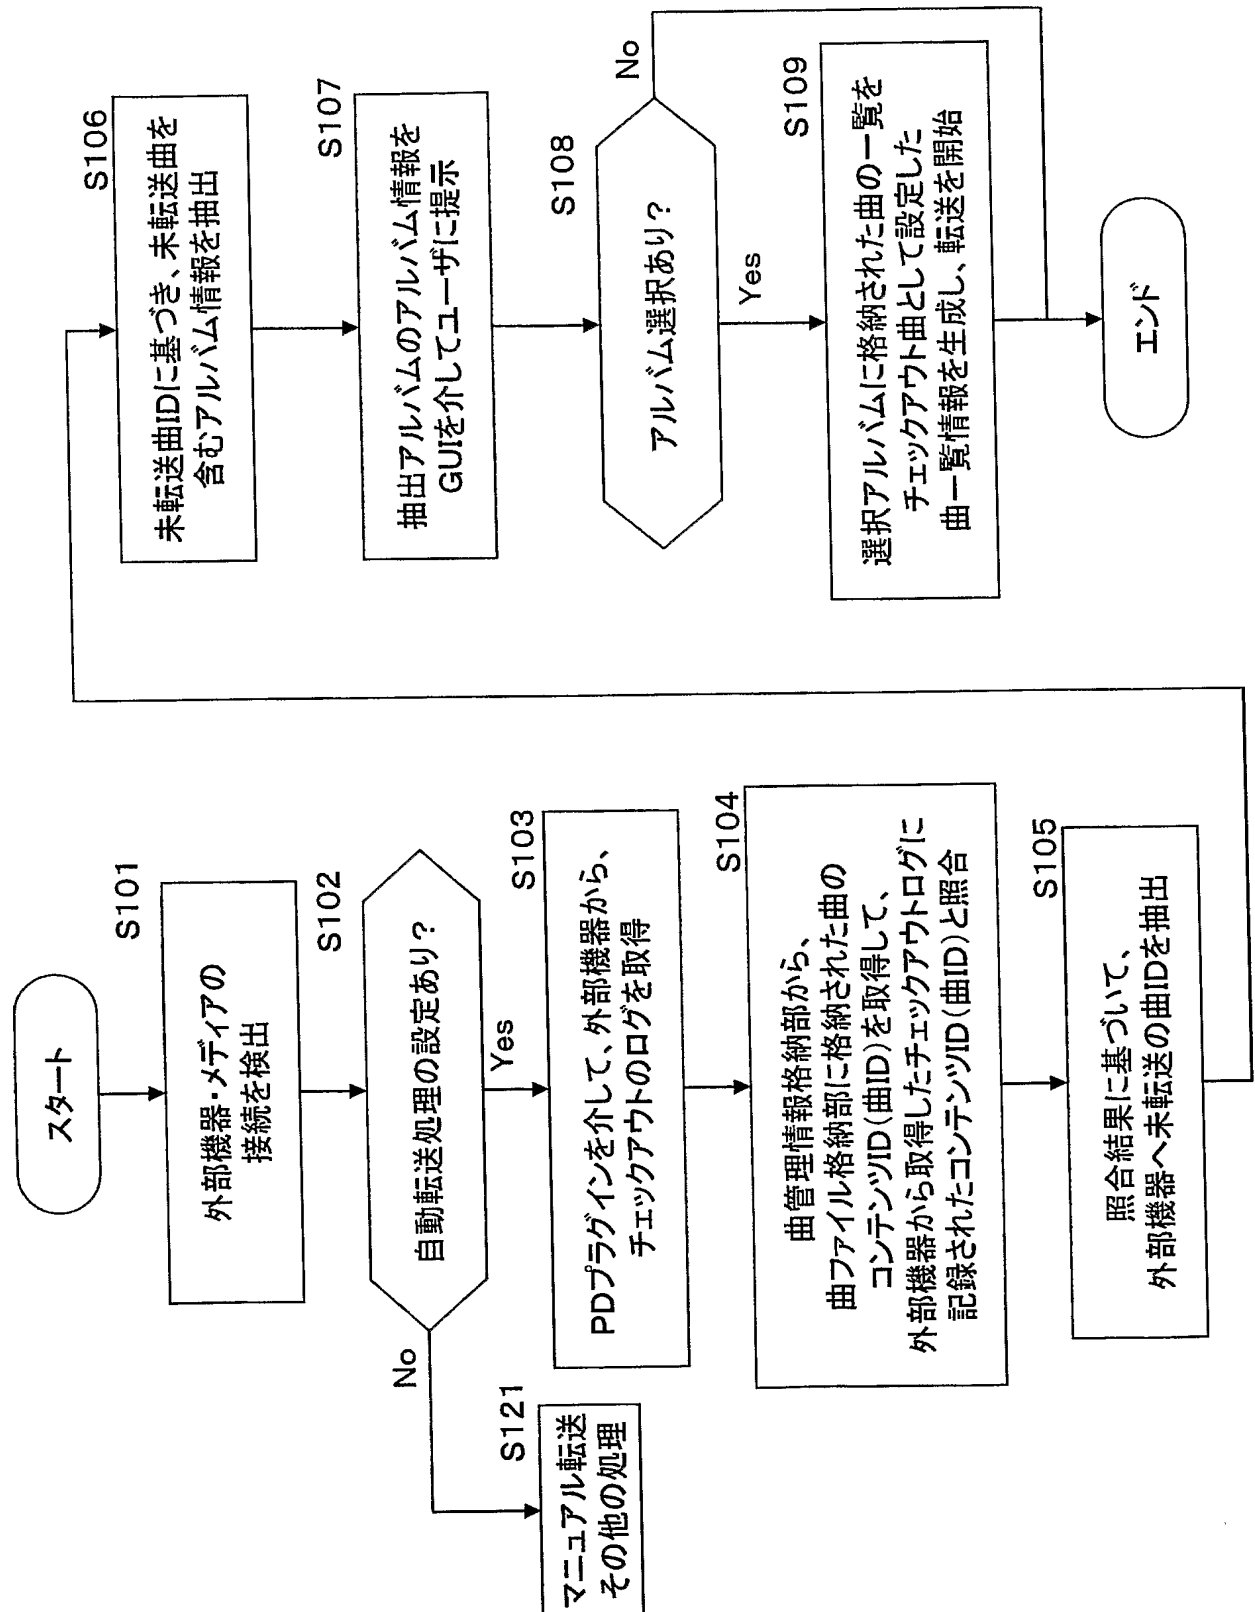 スタート
S101
外部機器・メディアの
接続を検出
S102
自動転送処理の設定あり?
No
Yes
S121
マニュアル転送
その他の処理
S103
PDプラグインを介して、外部機器から、
チェックアウトのログを取得
S104
曲管理情報格納部から、
曲ファイル格納部に格納された曲の
コンテンツID(曲ID)を取得して、
外部機器から取得したチェックアウトログに
記録されたコンテンツID(曲ID)と照合
S105
照合結果に基づいて、
外部機器へ未転送の曲IDを抽出
S106
未転送曲IDに基づき、未転送曲を
含むアルバム情報を抽出
S107
抽出アルバムのアルバム情報を
GUIを介してユーザに提示
S108
アルバム選択あり?
No
Yes
S109
選択アルバムに格納された曲の一覧を
チェックアウト曲として設定した
曲一覧情報を生成し、転送を開始
エンド